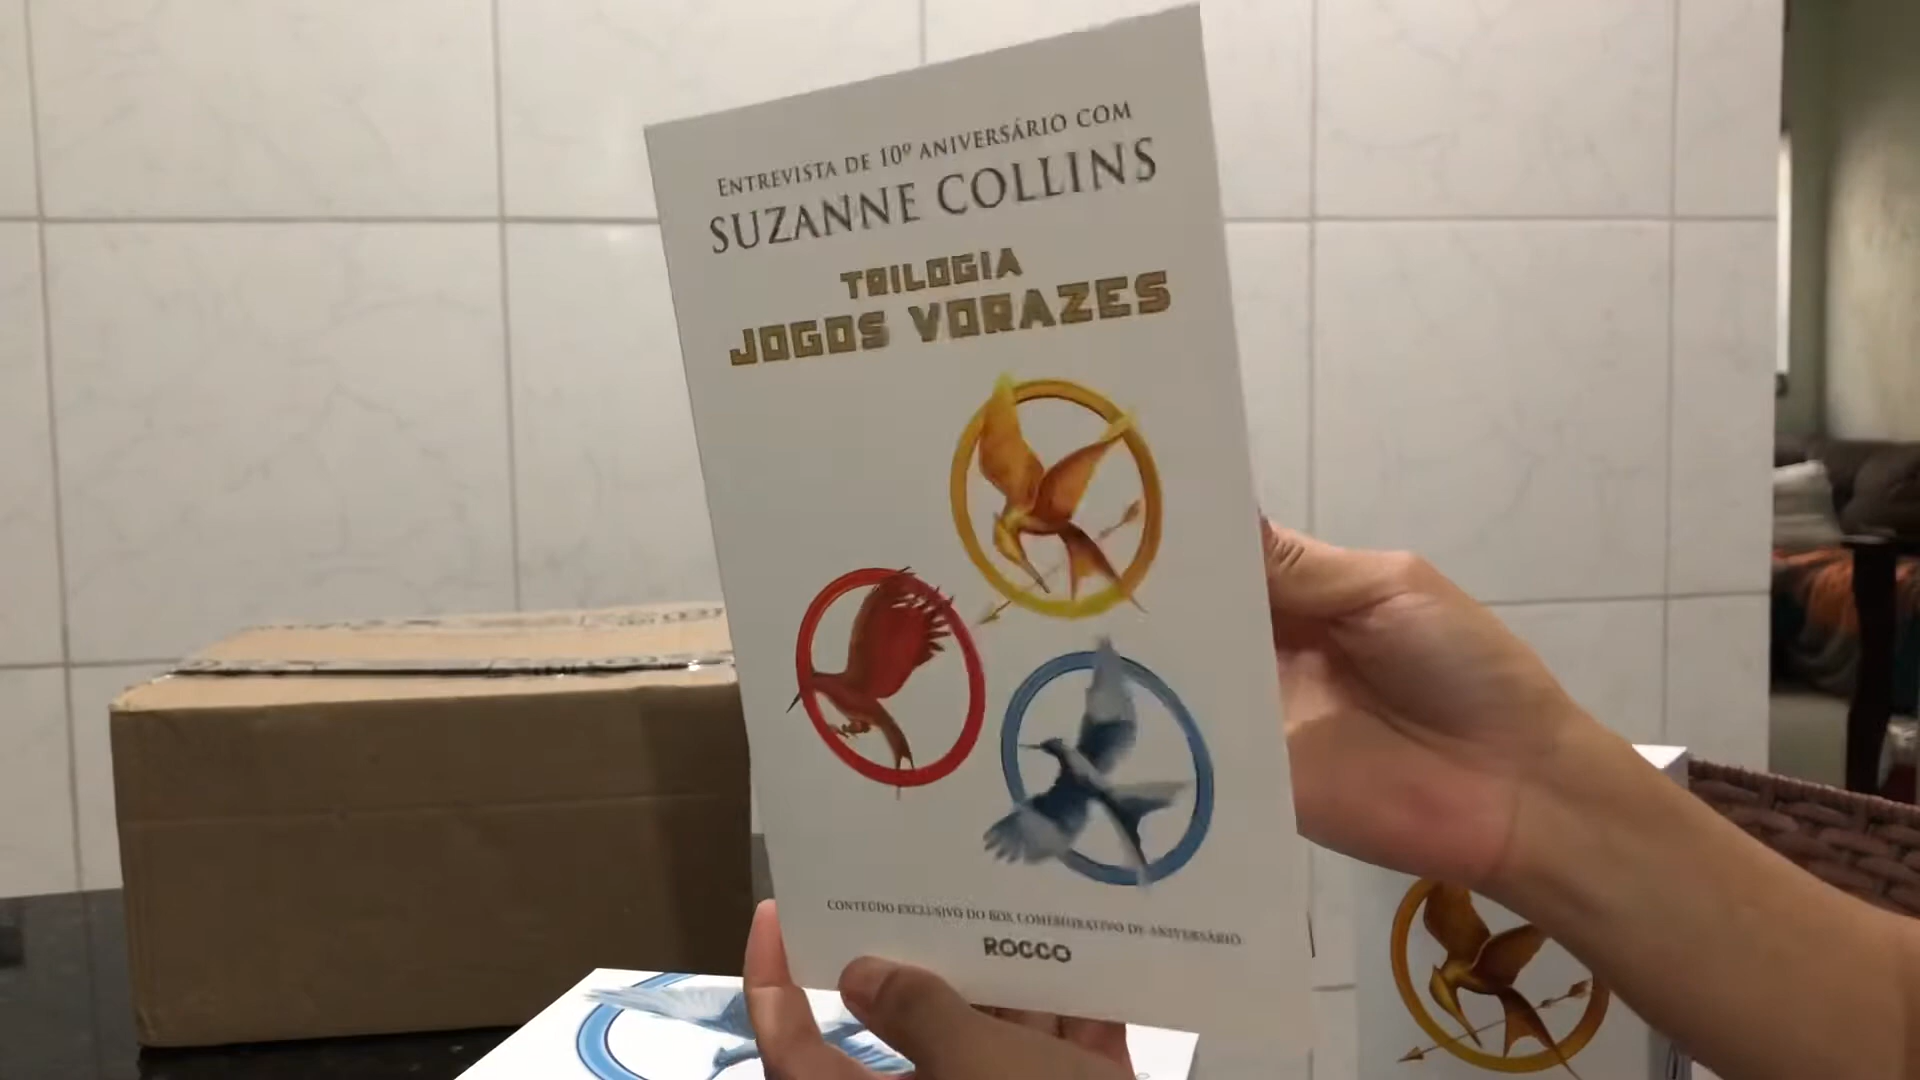 ENTREVISTA DE 10º ANIVERSÁRIO COM
SUZANNE COLLINS
TRILOGIA
JOGOS VORAZES
CONTEÚDO EXCLUSIVO DO BOX COMEMORATIVO DE ANIVERSÁRIO
ROCCO